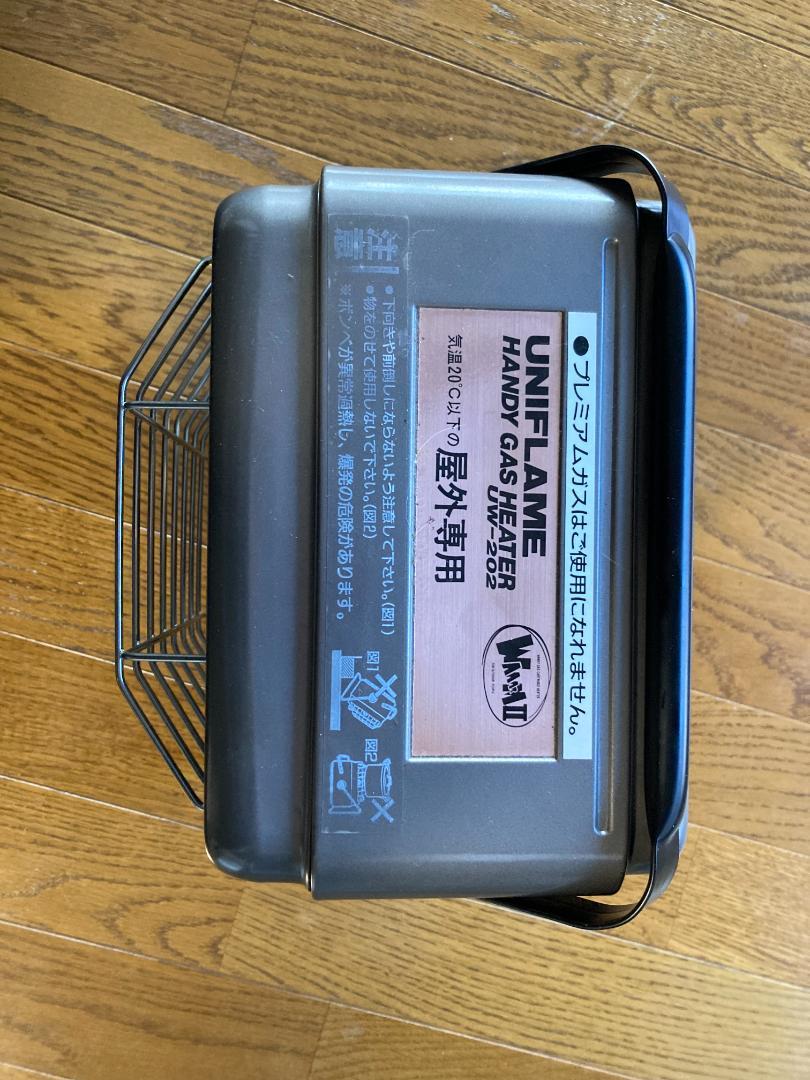 ●プレミアムガスはご使用になれません。
UNIFLAME
HANDY GAS HEATER
UW-202
気温20°C以下の 屋外専用
WARMA II
注意
• 下向きや前倒しにならないよう注意して下さい。(図1)
• 物をのせて使用しないで下さい。(図2)
※ボンベが異常過熱し、爆発の危険があります。
図1
図2